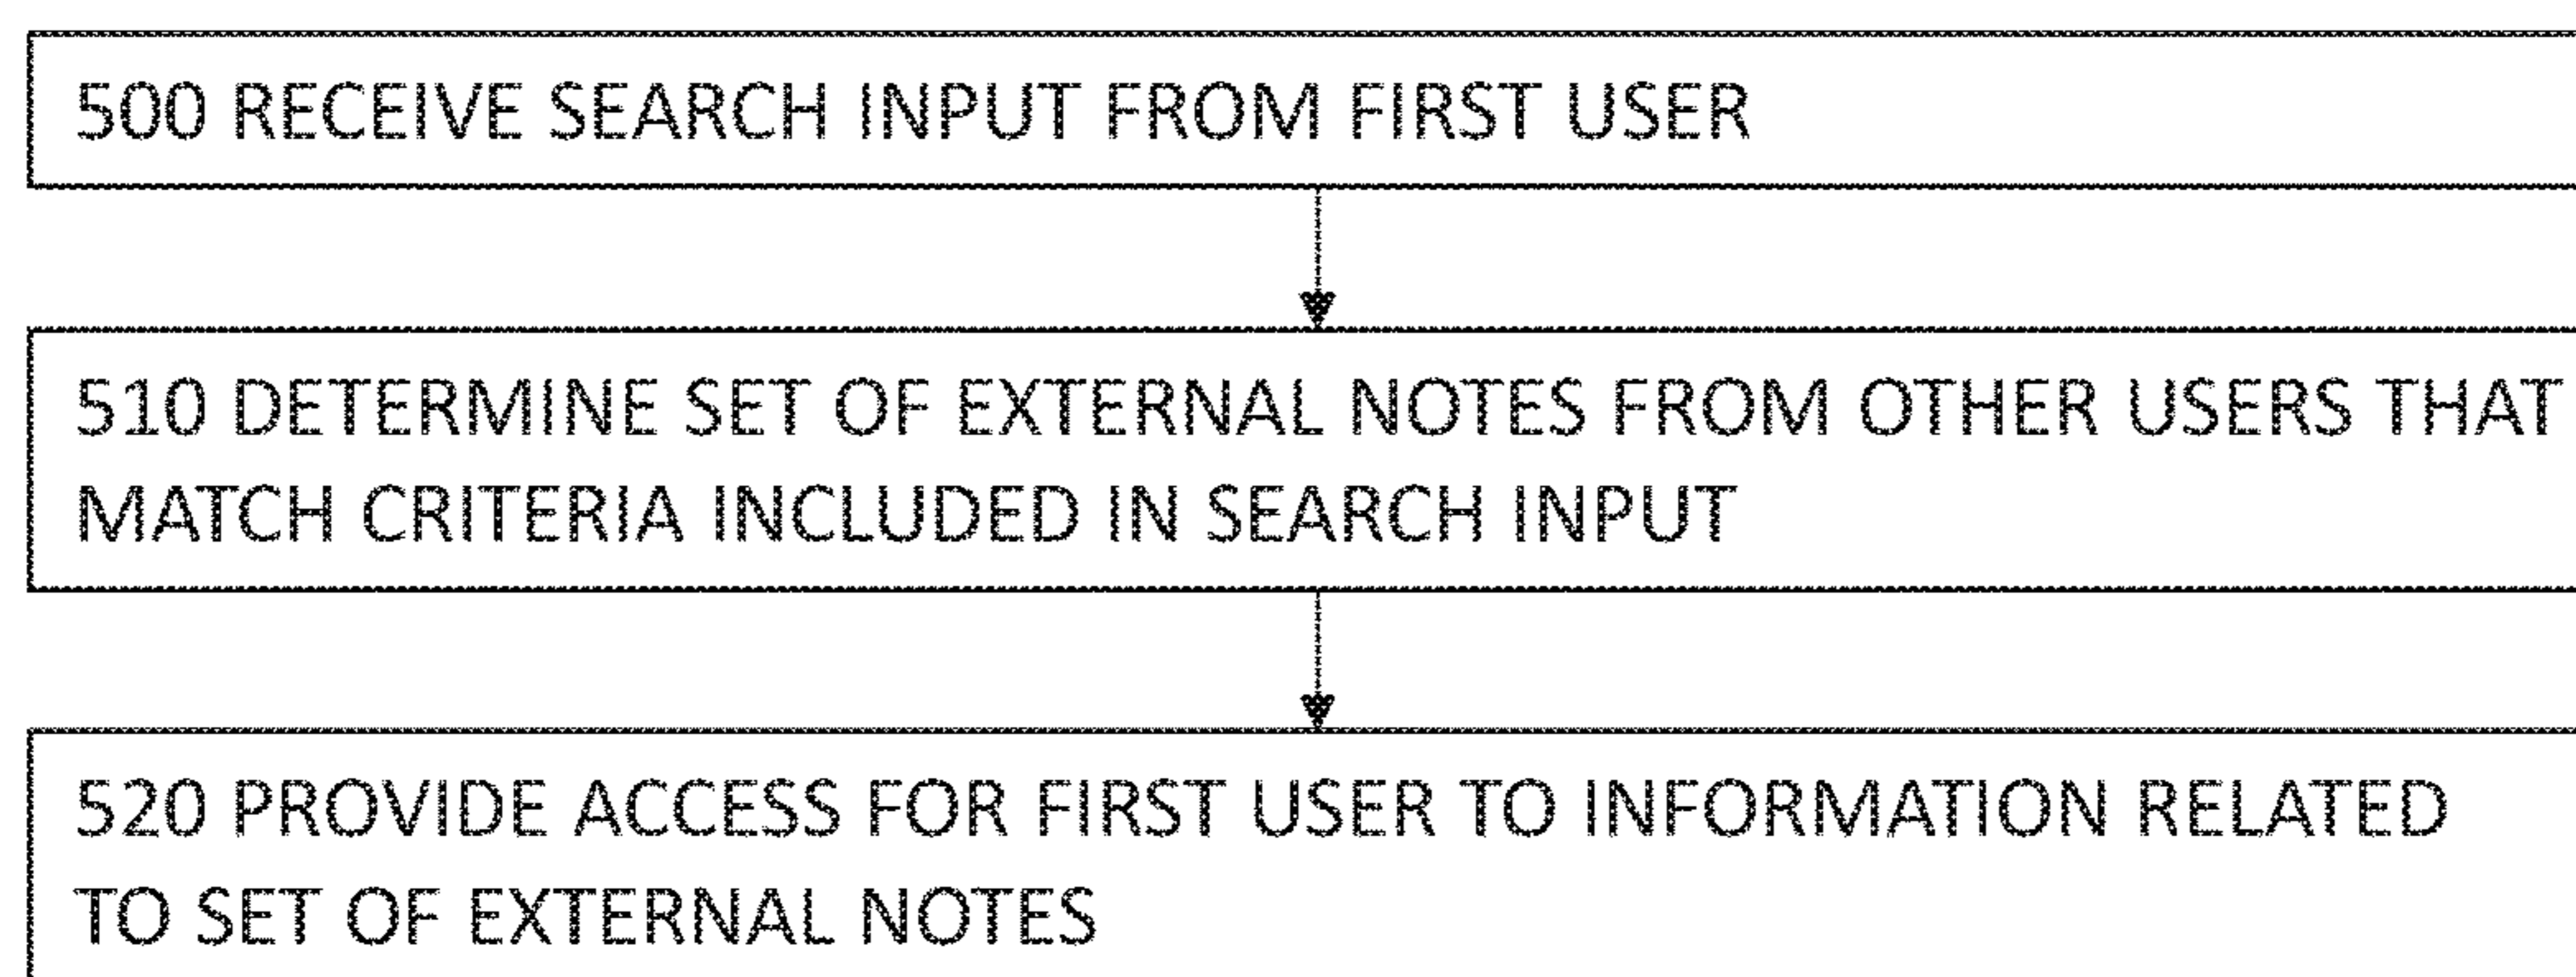 500 RECEIVE SEARCH INPUT FROM FIRST USER
510 DETERMINE SET OF EXTERNAL NOTES FROM OTHER USERS THAT
MATCH CRITERIA INCLUDED IN SEARCH INPUT
520 PROVIDE ACCESS FOR FIRST USER TO INFORMATION RELATED
TO SET OF EXTERNAL NOTES